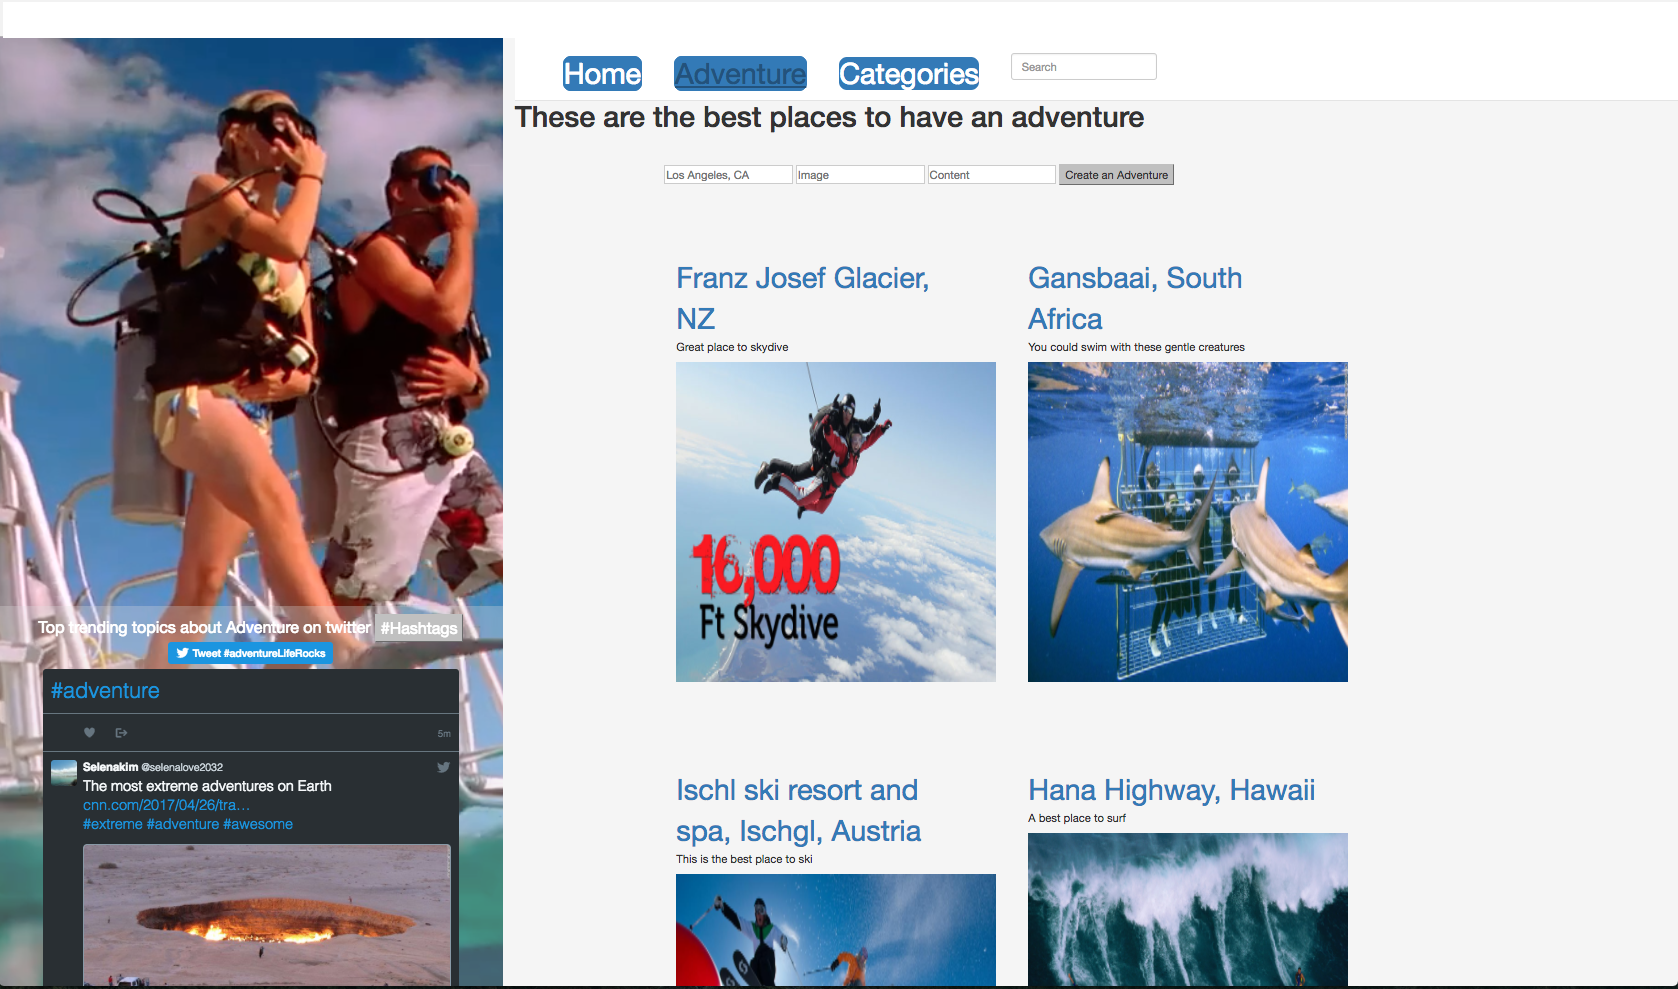 Home Adventure Categories Search
These are the best places to have an adventure
Los Angeles, CA Image Content Create an Adventure
Franz Josef Glacier,
NZ
Great place to skydive
16,000
Ft Skydive
Gansbaai, South
Africa
You could swim with these gentle creatures
Ischl ski resort and
spa, Ischgl, Austria
This is the best place to ski
Hana Highway, Hawaii
A best place to surf
Top trending topics about Adventure on twitter #Hashtags
Tweet #adventureLifeRocks
#adventure
5m
Selenakim @selenalove2032
The most extreme adventures on Earth
cnn.com/2017/04/26/tra…
#extreme #adventure #awesome